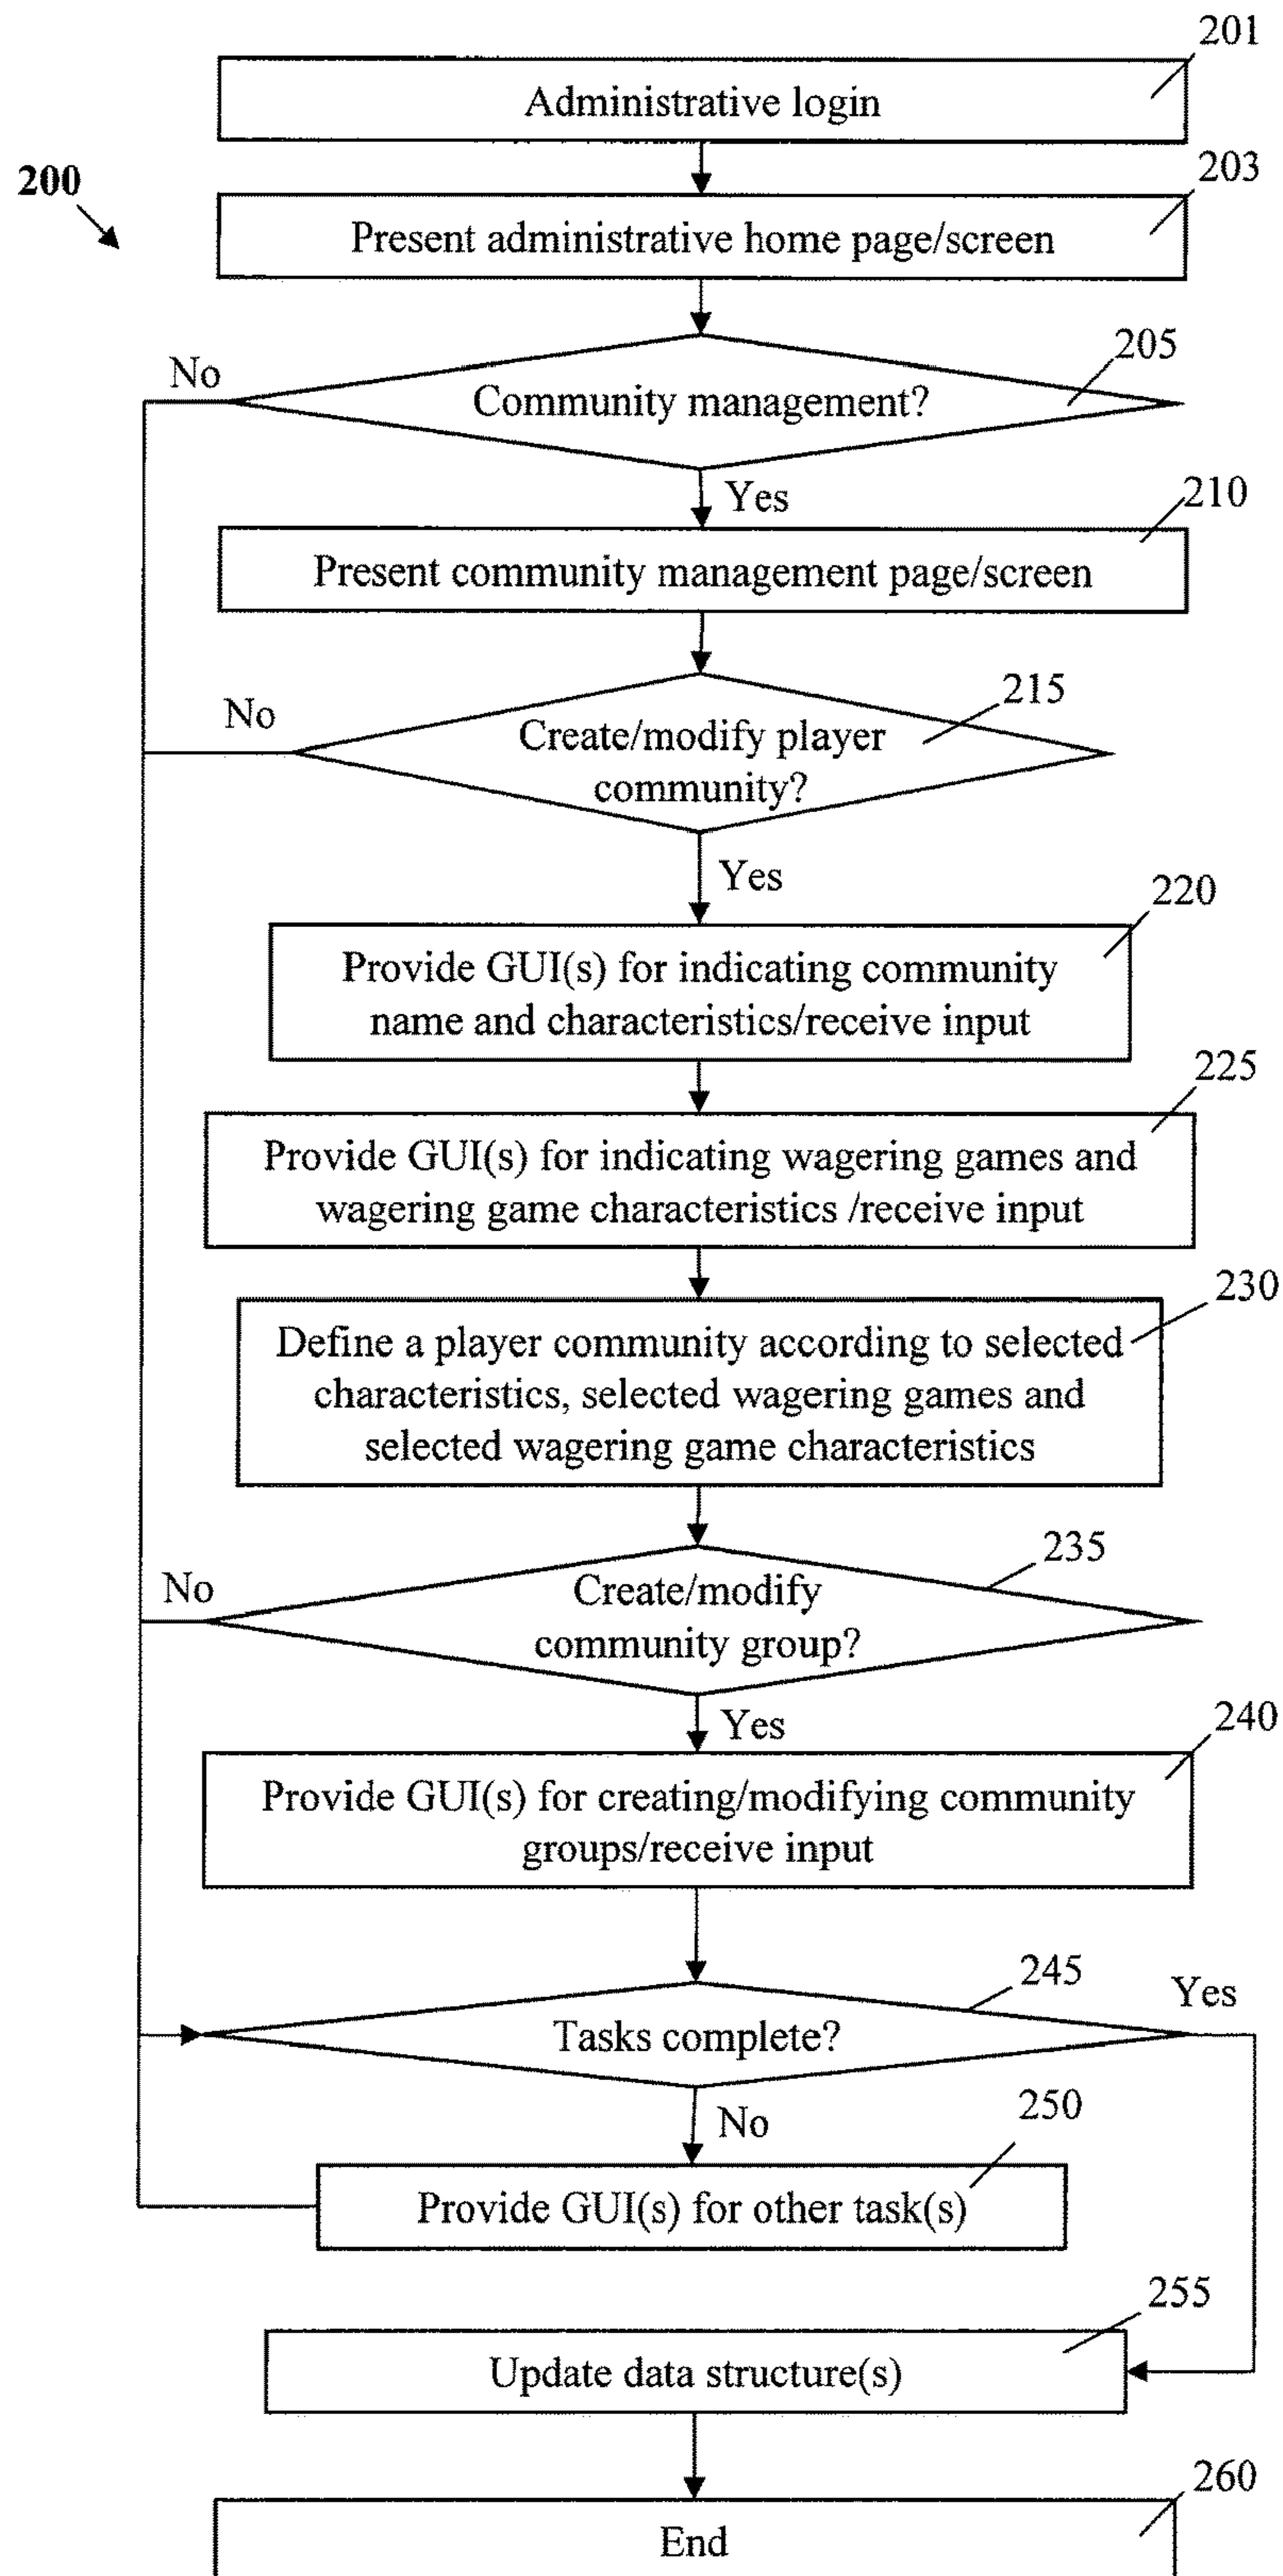 201
Administrative login
200
203
Present administrative home page/screen
205
No
Community management?
Yes
210
Present community management page/screen
215
No
Create/modify player
community?
Yes
220
Provide GUI(s) for indicating community
name and characteristics/receive input
225
Provide GUI(s) for indicating wagering games and
wagering game characteristics /receive input
230
Define a player community according to selected
characteristics, selected wagering games and
selected wagering game characteristics
235
No
Create/modify
community group?
Yes
240
Provide GUI(s) for creating/modifying community
groups/receive input
245
Yes
Tasks complete?
No
250
Provide GUI(s) for other task(s)
255
Update data structure(s)
260
End